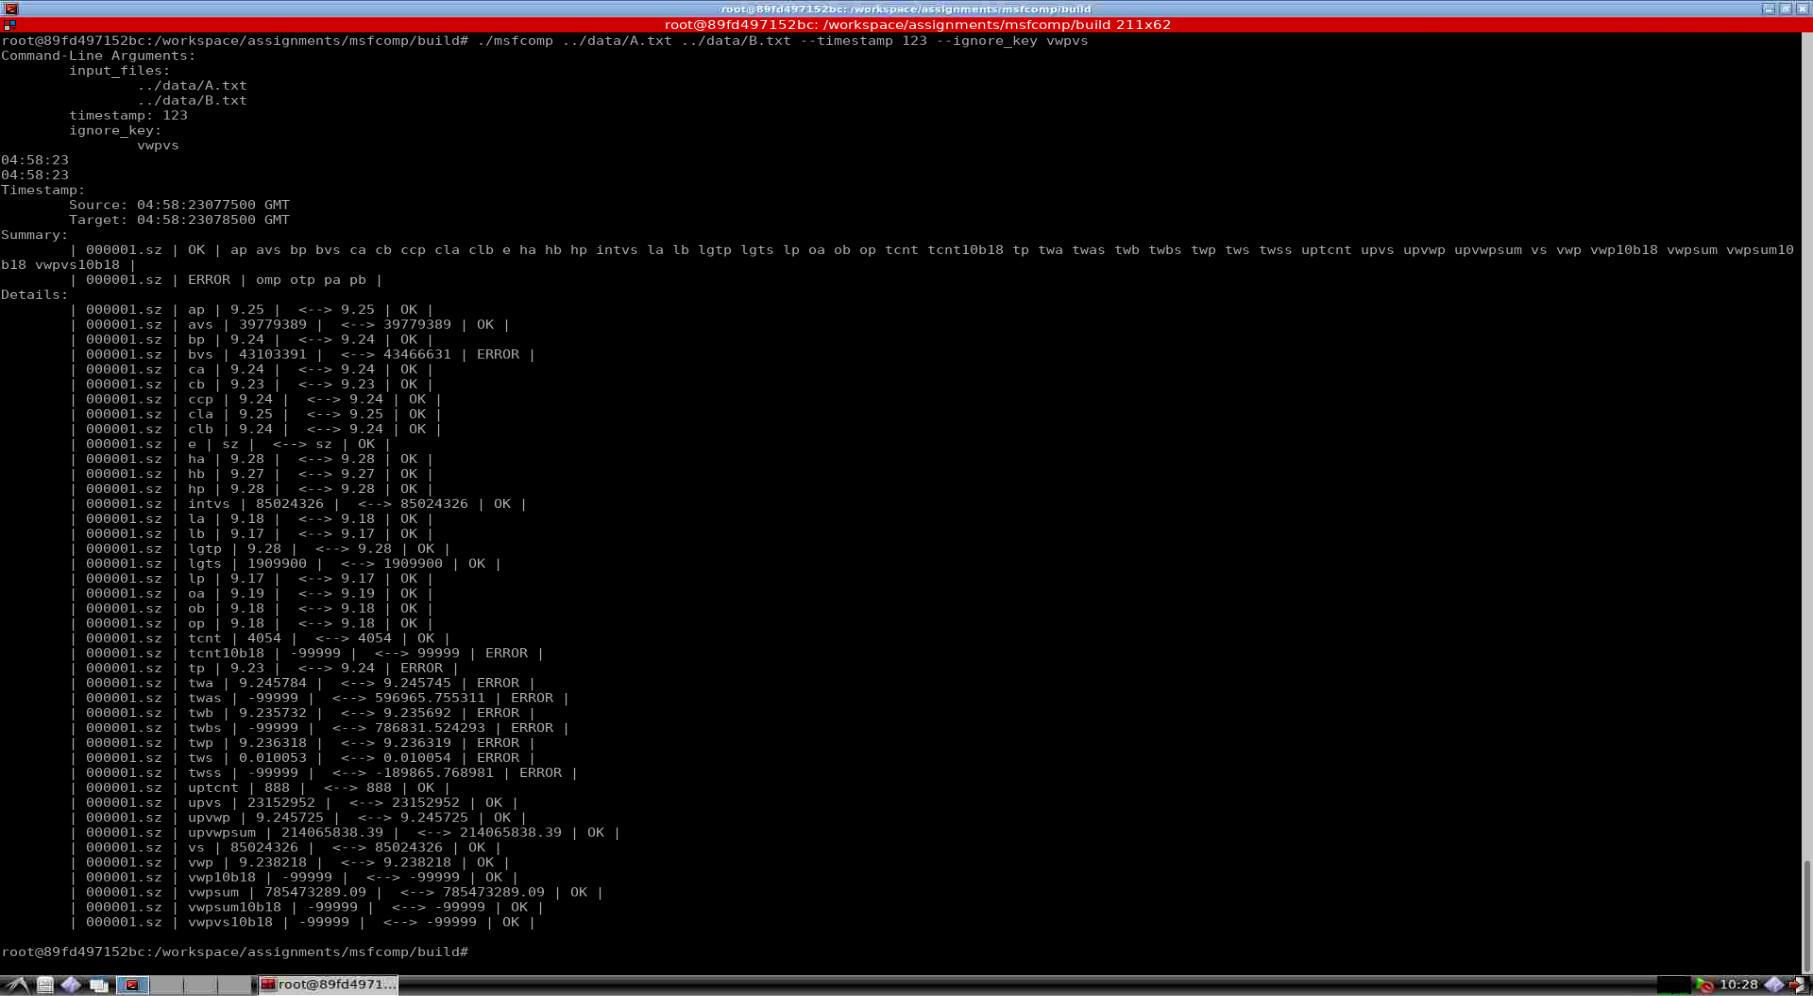 root@89fd497152bc: /workspace/assignments/msfcomp/build
root@89fd497152bc: /workspace/assignments/msfcomp/build 211x62
root@89fd497152bc:/workspace/assignments/msfcomp/build# ./msfcomp ../data/A.txt ../data/B.txt --timestamp 123 --ignore_key vwpvs
Command-Line Arguments:
input_files:
../data/A.txt
../data/B.txt
timestamp: 123
ignore_key:
vwpvs
04:58:23
04:58:23
Timestamp:
Source: 04:58:23077500 GMT
Target: 04:58:23078500 GMT
Summary:
| 000001.sz | OK | ap avs bp bvs ca cb ccp cla clb e ha hb hp intvs la lb lgtp lgts lp oa ob op tcnt tcnt10b18 tp twa twas twb twbs twp tws twss uptcnt upvs upvwp upvwpsum vs vwp vwp10b18 vwpsum vwpsum10
b18 vwpvs10b18 |
| 000001.sz | ERROR | omp otp pa pb |
Details:
| 000001.sz | ap | 9.25 |  <--> 9.25 | OK |
| 000001.sz | avs | 39779389 |  <--> 39779389 | OK |
| 000001.sz | bp | 9.24 |  <--> 9.24 | OK |
| 000001.sz | bvs | 43103391 |  <--> 43466631 | ERROR |
| 000001.sz | ca | 9.24 |  <--> 9.24 | OK |
| 000001.sz | cb | 9.23 |  <--> 9.23 | OK |
| 000001.sz | ccp | 9.24 |  <--> 9.24 | OK |
| 000001.sz | cla | 9.25 |  <--> 9.25 | OK |
| 000001.sz | clb | 9.24 |  <--> 9.24 | OK |
| 000001.sz | e | sz |  <--> sz | OK |
| 000001.sz | ha | 9.28 |  <--> 9.28 | OK |
| 000001.sz | hb | 9.27 |  <--> 9.27 | OK |
| 000001.sz | hp | 9.28 |  <--> 9.28 | OK |
| 000001.sz | intvs | 85024326 |  <--> 85024326 | OK |
| 000001.sz | la | 9.18 |  <--> 9.18 | OK |
| 000001.sz | lb | 9.17 |  <--> 9.17 | OK |
| 000001.sz | lgtp | 9.28 |  <--> 9.28 | OK |
| 000001.sz | lgts | 1909900 |  <--> 1909900 | OK |
| 000001.sz | lp | 9.17 |  <--> 9.17 | OK |
| 000001.sz | oa | 9.19 |  <--> 9.19 | OK |
| 000001.sz | ob | 9.18 |  <--> 9.18 | OK |
| 000001.sz | op | 9.18 |  <--> 9.18 | OK |
| 000001.sz | tcnt | 4054 |  <--> 4054 | OK |
| 000001.sz | tcnt10b18 | -99999 |  <--> 99999 | ERROR |
| 000001.sz | tp | 9.23 |  <--> 9.24 | ERROR |
| 000001.sz | twa | 9.245784 |  <--> 9.245745 | ERROR |
| 000001.sz | twas | -99999 |  <--> 596965.755311 | ERROR |
| 000001.sz | twb | 9.235732 |  <--> 9.235692 | ERROR |
| 000001.sz | twbs | -99999 |  <--> 786831.524293 | ERROR |
| 000001.sz | twp | 9.236318 |  <--> 9.236319 | ERROR |
| 000001.sz | tws | 0.010053 |  <--> 0.010054 | ERROR |
| 000001.sz | twss | -99999 |  <--> -189865.768981 | ERROR |
| 000001.sz | uptcnt | 888 |  <--> 888 | OK |
| 000001.sz | upvs | 23152952 |  <--> 23152952 | OK |
| 000001.sz | upvwp | 9.245725 |  <--> 9.245725 | OK |
| 000001.sz | upvwpsum | 214065838.39 |  <--> 214065838.39 | OK |
| 000001.sz | vs | 85024326 |  <--> 85024326 | OK |
| 000001.sz | vwp | 9.238218 |  <--> 9.238218 | OK |
| 000001.sz | vwp10b18 | -99999 |  <--> -99999 | OK |
| 000001.sz | vwpsum | 785473289.09 |  <--> 785473289.09 | OK |
| 000001.sz | vwpsum10b18 | -99999 |  <--> -99999 | OK |
| 000001.sz | vwpvs10b18 | -99999 |  <--> -99999 | OK |
root@89fd497152bc:/workspace/assignments/msfcomp/build#
root@89fd4971...
10:28